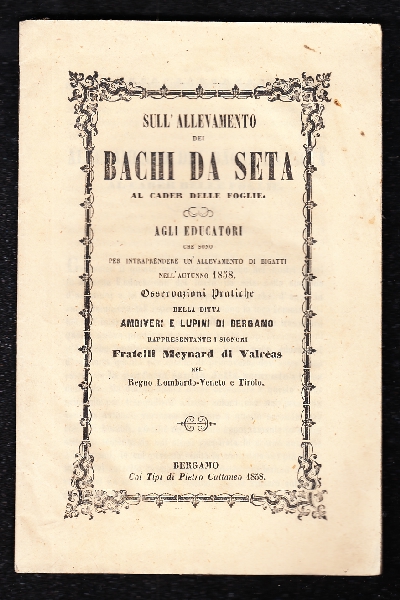 SULL' ALLEVAMENTO
DEI
BACHI DA SETA
AL CADER DELLE FOGLIE.
AGLI EDUCATORI
CHE SONO
PER INTRAPRENDERE UN' ALLEVAMENTO DI BIGATTI
NELL' AUTUNNO 1858.
Osservazioni Pratiche
DELLA DITTA
AMBIVERI E LUPINI DI BERGAMO
RAPPRESENTANTE I SIGNORI
Fratelli Meynard di Valréas
NEL
Regno Lombardo-Veneto e Tirolo.
BERGAMO
Coi Tipi di Pietro Cattaneo 1858.